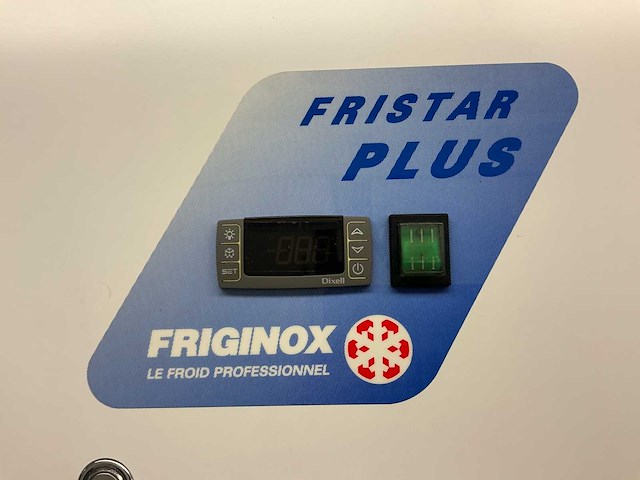 FRISTAR
PLUS
SET
Dixell
FRIGINOX
LE FROID PROFESSIONNEL